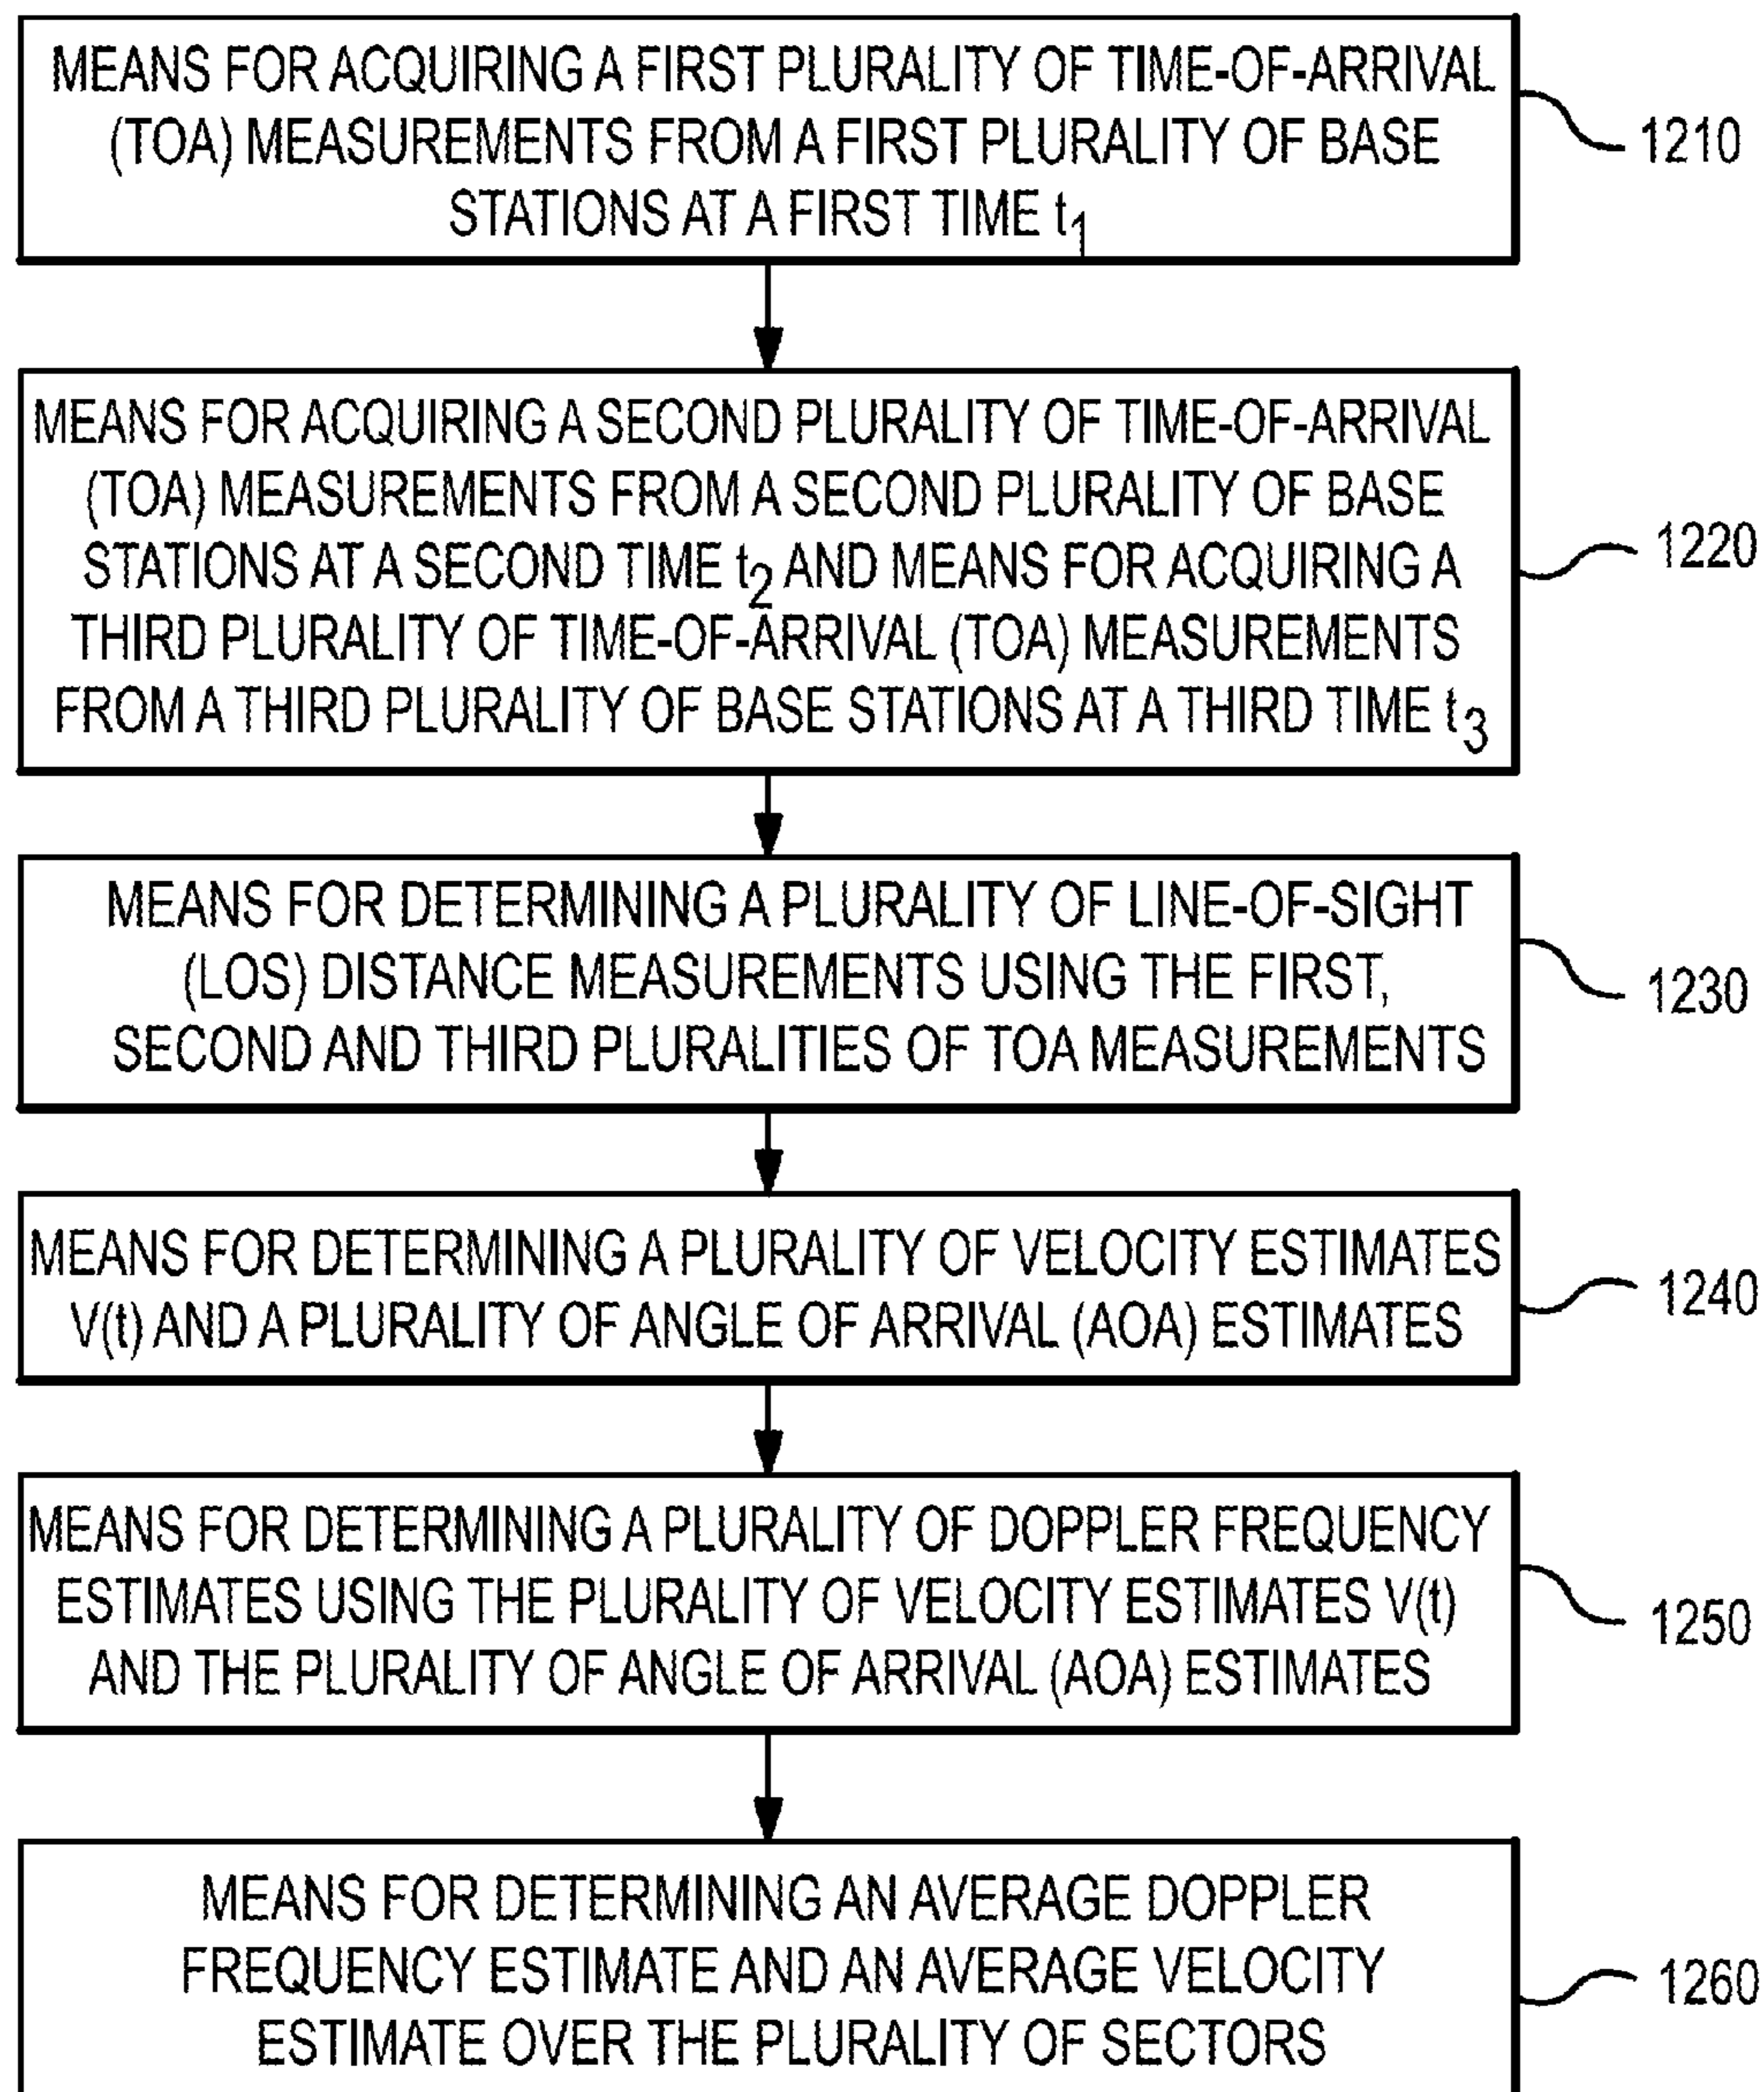 MEANS FOR ACQUIRING A FIRST PLURALITY OF TIME-OF-ARRIVAL
(TOA) MEASUREMENTS FROM A FIRST PLURALITY OF BASE
STATIONS AT A FIRST TIME t1
1210
MEANS FOR ACQUIRING A SECOND PLURALITY OF TIME-OF-ARRIVAL
(TOA) MEASUREMENTS FROM A SECOND PLURALITY OF BASE
STATIONS AT A SECOND TIME t2 AND MEANS FOR ACQUIRING A
THIRD PLURALITY OF TIME-OF-ARRIVAL (TOA) MEASUREMENTS
FROM A THIRD PLURALITY OF BASE STATIONS AT A THIRD TIME t3
1220
MEANS FOR DETERMINING A PLURALITY OF LINE-OF-SIGHT
(LOS) DISTANCE MEASUREMENTS USING THE FIRST,
SECOND AND THIRD PLURALITIES OF TOA MEASUREMENTS
1230
MEANS FOR DETERMINING A PLURALITY OF VELOCITY ESTIMATES
V(t) AND A PLURALITY OF ANGLE OF ARRIVAL (AOA) ESTIMATES
1240
MEANS FOR DETERMINING A PLURALITY OF DOPPLER FREQUENCY
ESTIMATES USING THE PLURALITY OF VELOCITY ESTIMATES V(t)
AND THE PLURALITY OF ANGLE OF ARRIVAL (AOA) ESTIMATES
1250
MEANS FOR DETERMINING AN AVERAGE DOPPLER
FREQUENCY ESTIMATE AND AN AVERAGE VELOCITY
ESTIMATE OVER THE PLURALITY OF SECTORS
1260